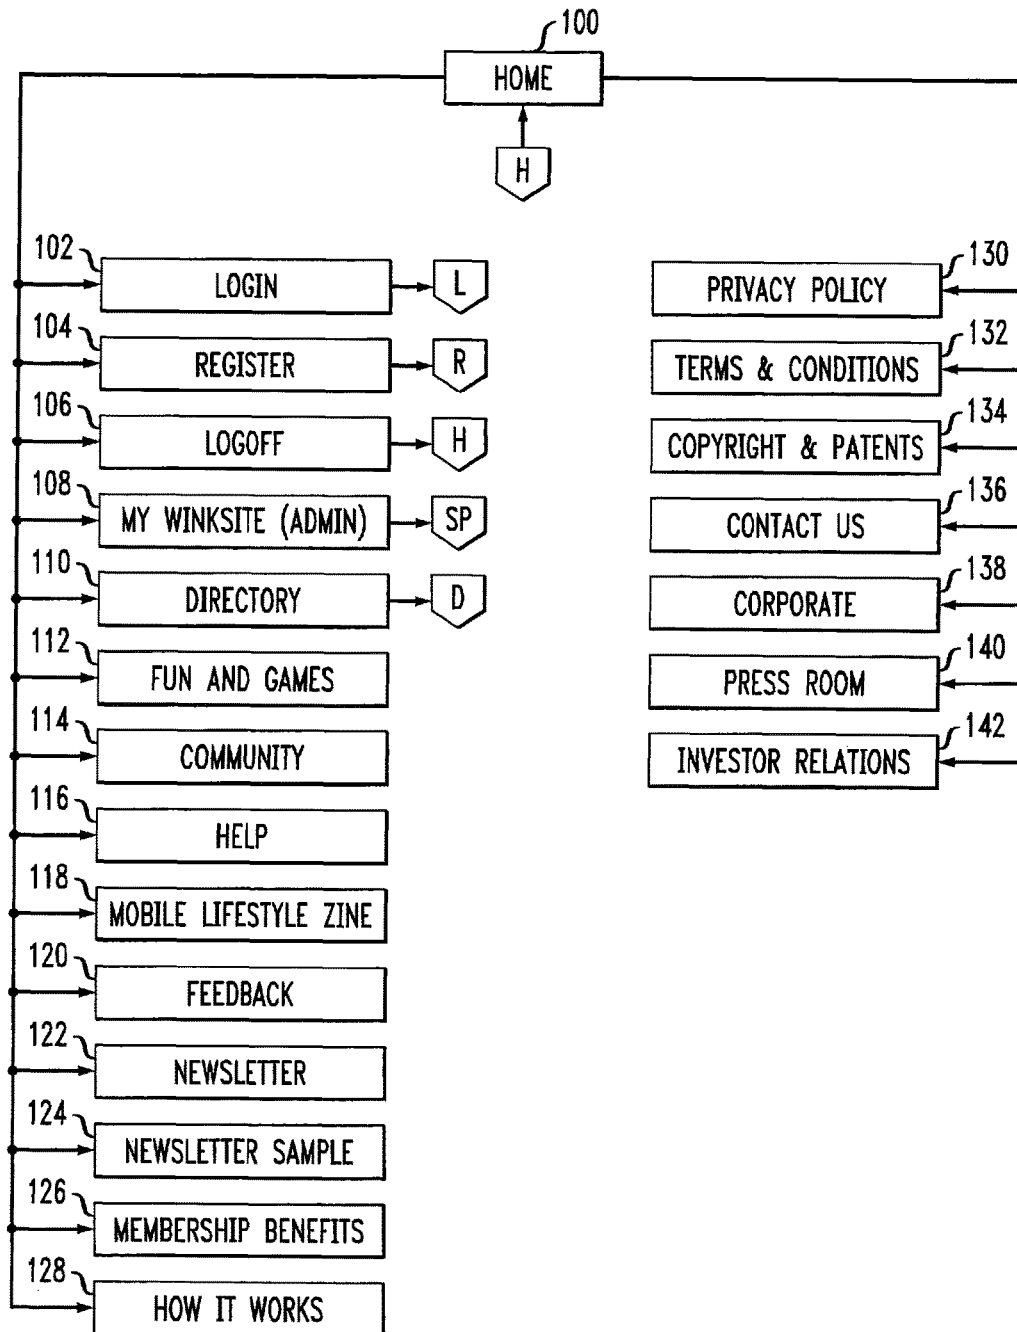 100
HOME
H
102
LOGIN
L
104
REGISTER
R
106
LOGOFF
H
108
MY WINKSITE (ADMIN)
SP
110
DIRECTORY
D
112
FUN AND GAMES
114
COMMUNITY
116
HELP
118
MOBILE LIFESTYLE ZINE
120
FEEDBACK
122
NEWSLETTER
124
NEWSLETTER SAMPLE
126
MEMBERSHIP BENEFITS
128
HOW IT WORKS
130
PRIVACY POLICY
132
TERMS & CONDITIONS
134
COPYRIGHT & PATENTS
136
CONTACT US
138
CORPORATE
140
PRESS ROOM
142
INVESTOR RELATIONS